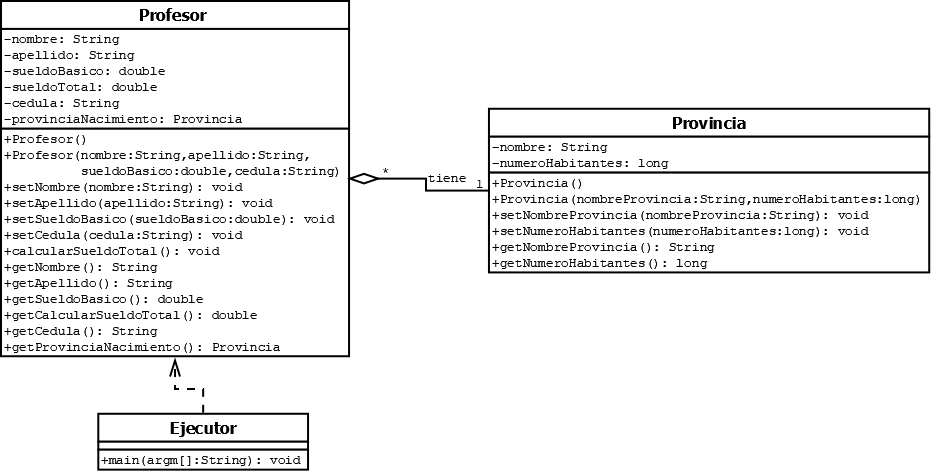 Profesor
-nombre: String
-apellido: String
-sueldoBasico: double
-sueldoTotal: double
-cedula: String
-provinciaNacimiento: Provincia
+Profesor()
+Profesor(nombre:String,apellido:String,
sueldoBasico:double,cedula:String)
+setNombre(nombre:String): void
+setApellido(apellido:String): void
+setSueldoBasico(sueldoBasico:double): void
+setCedula(cedula:String): void
+calcularSueldoTotal(): void
+getNombre(): String
+getApellido(): String
+getSueldoBasico(): double
+getCalcularSueldoTotal(): double
+getCedula(): String
+getProvinciaNacimiento(): Provincia
* tiene 1
Provincia
-nombre: String
-numeroHabitantes: long
+Provincia()
+Provincia(nombreProvincia:String,numeroHabitantes:long)
+setNombreProvincia(nombreProvincia:String): void
+setNumeroHabitantes(numeroHabitantes:long): void
+getNombreProvincia(): String
+getNumeroHabitantes(): long
Ejecutor
+main(argm[]:String): void